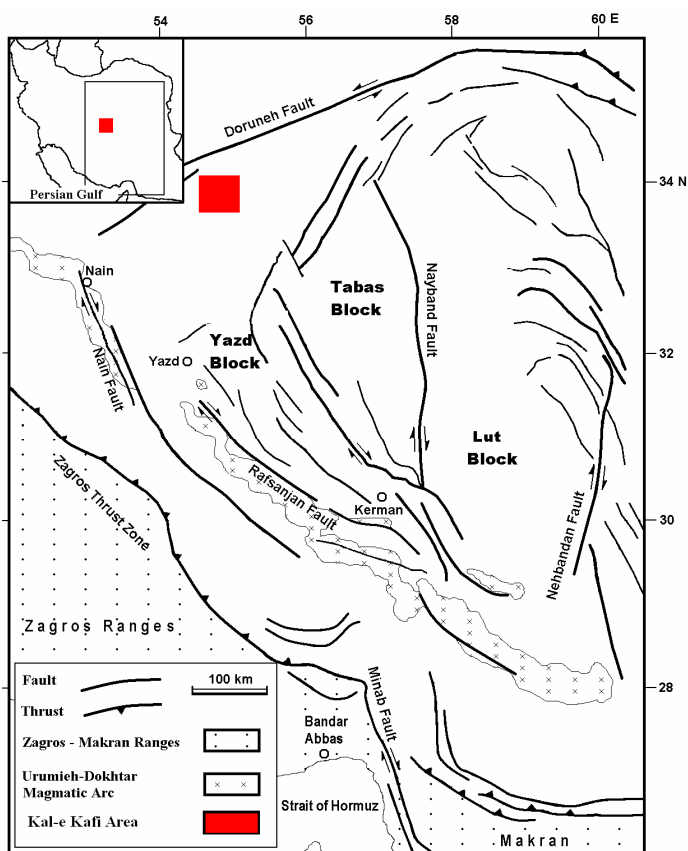 54
56
58
60 E
Doruneh Fault
Persian Gulf
34 N
Nain
Tabas
Block
Nayband Fault
Yazd
Block
Yazd
Nain Fault
32
Lut
Block
Zagros Thrust Zone
Rafsanjan Fault
Kerman
30
Nehbandan Fault
Zagros Ranges
28
Minab Fault
Fault
100 km
Thrust
Zagros - Makran Ranges
Urumieh-Dokhtar
Magmatic Arc
Kal-e Kafi Area
Bandar
Abbas
Strait of Hormuz
Makran